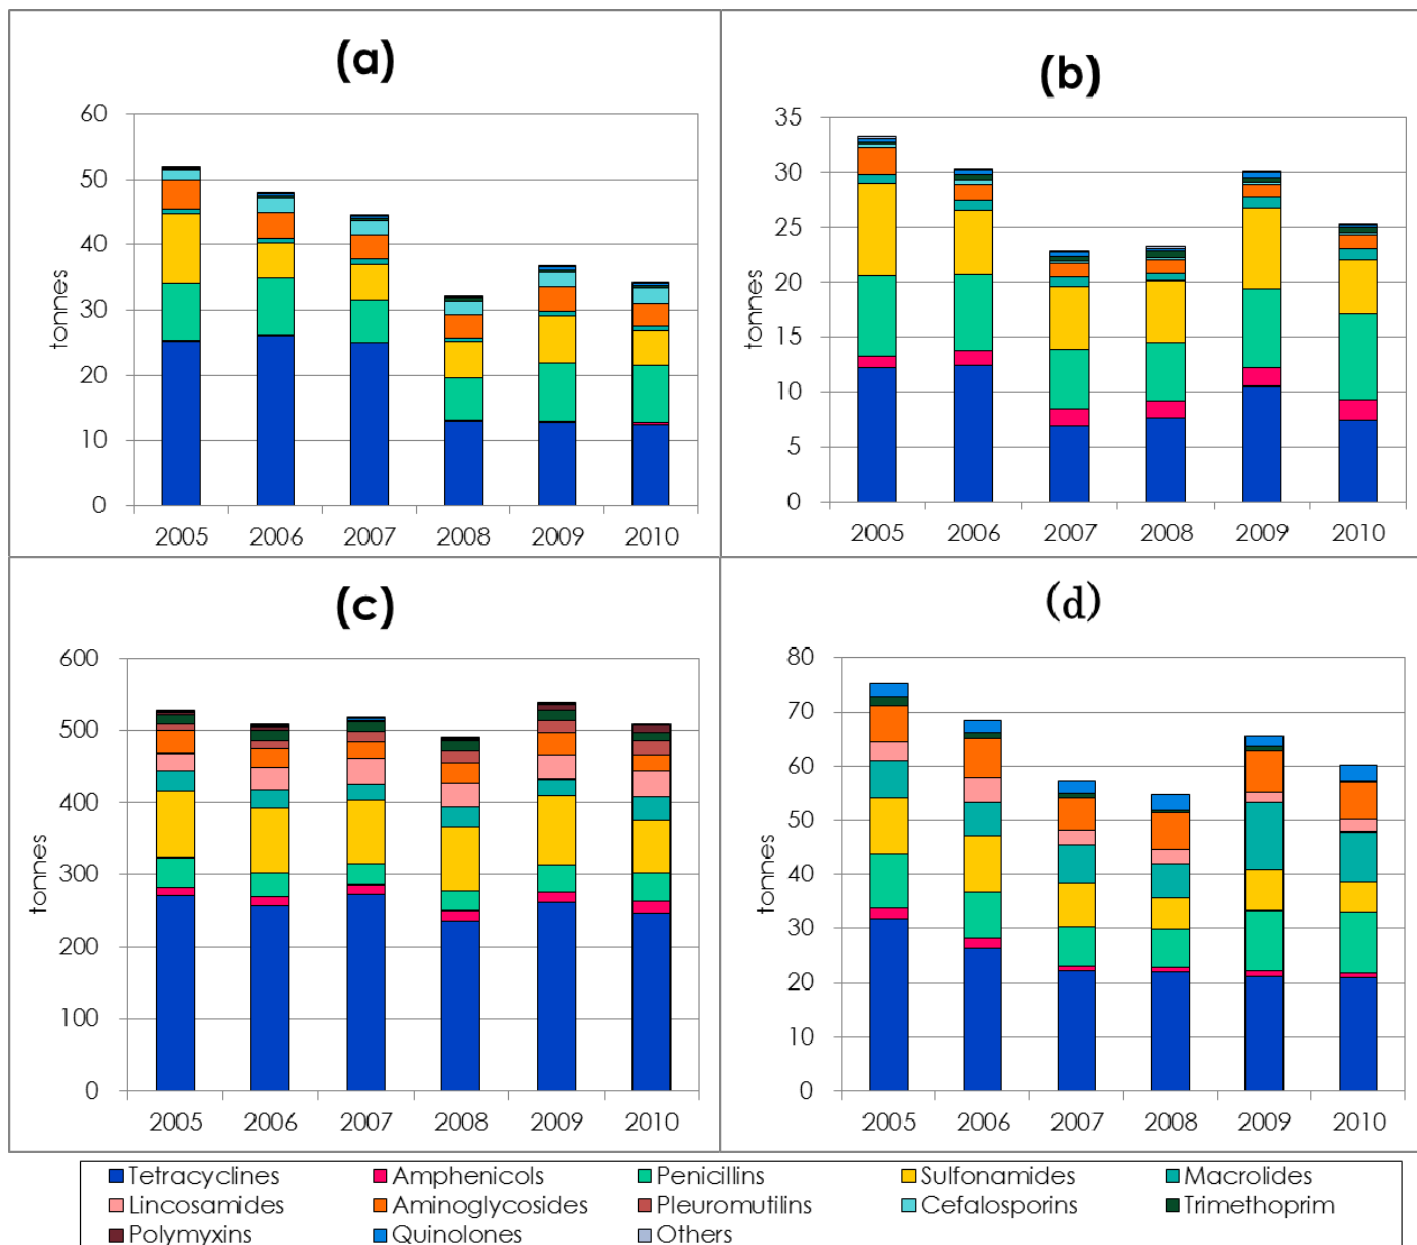 (a)
60
50
40
30
20
10
0
tonnes
2005 2006 2007 2008 2009 2010
(b)
35
30
25
20
15
10
5
0
tonnes
2005 2006 2007 2008 2009 2010
(c)
600
500
400
300
200
100
0
tonnes
2005 2006 2007 2008 2009 2010
(d)
80
70
60
50
40
30
20
10
0
tonnes
2005 2006 2007 2008 2009 2010
Tetracyclines Amphenicols Penicillins Sulfonamides Macrolides
Lincosamides Aminoglycosides Pleuromutilins Cefalosporins Trimethoprim
Polymyxins Quinolones Others